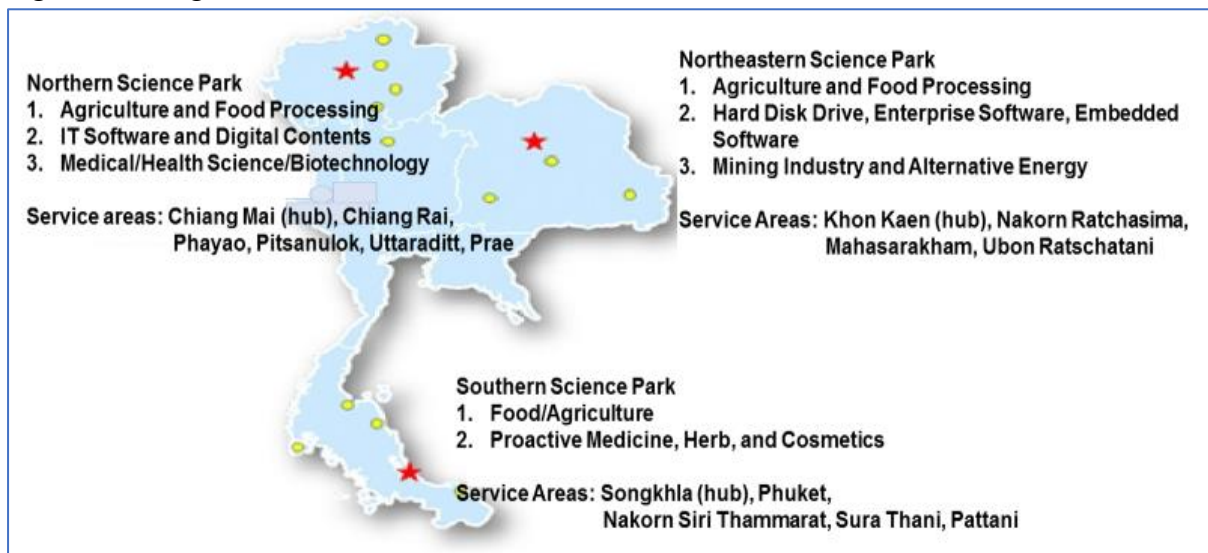 Northern Science Park
1. Agriculture and Food Processing
2. IT Software and Digital Contents
3. Medical/Health Science/Biotechnology
Service areas: Chiang Mai (hub), Chiang Rai,
Phayao, Pitsanulok, Uttaraditt, Prae
Northeastern Science Park
1. Agriculture and Food Processing
2. Hard Disk Drive, Enterprise Software, Embedded
Software
3. Mining Industry and Alternative Energy
Service Areas: Khon Kaen (hub), Nakorn Ratchasima,
Mahasarakham, Ubon Ratschatani
Southern Science Park
1. Food/Agriculture
2. Proactive Medicine, Herb, and Cosmetics
Service Areas: Songkhla (hub), Phuket,
Nakorn Siri Thammarat, Sura Thani, Pattani